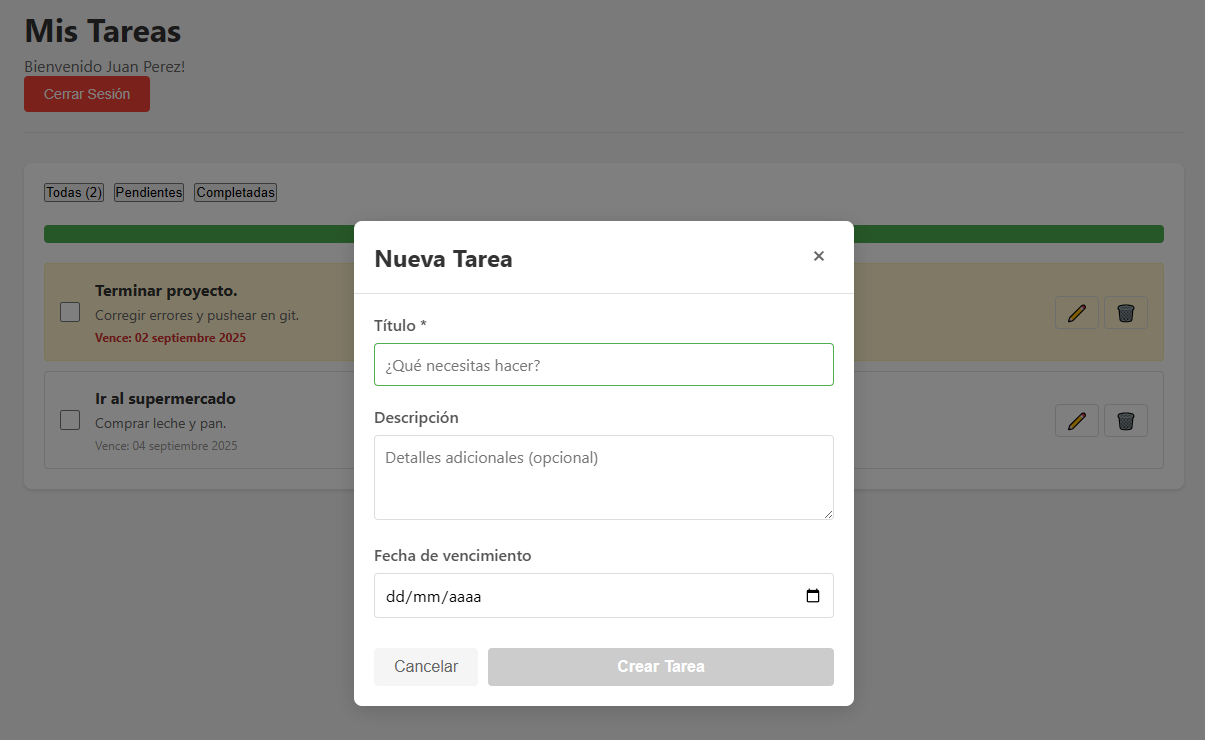 Mis Tareas
Bienvenido Juan Perez!
Cerrar Sesión
Todas (2) Pendientes Completadas
Terminar proyecto.
Corregir errores y pushear en git.
Vence: 02 septiembre 2025
Ir al supermercado
Comprar leche y pan.
Vence: 04 septiembre 2025
Nueva Tarea ×
Título *
¿Qué necesitas hacer?
Descripción
Detalles adicionales (opcional)
Fecha de vencimiento
dd/mm/aaaa
Cancelar Crear Tarea